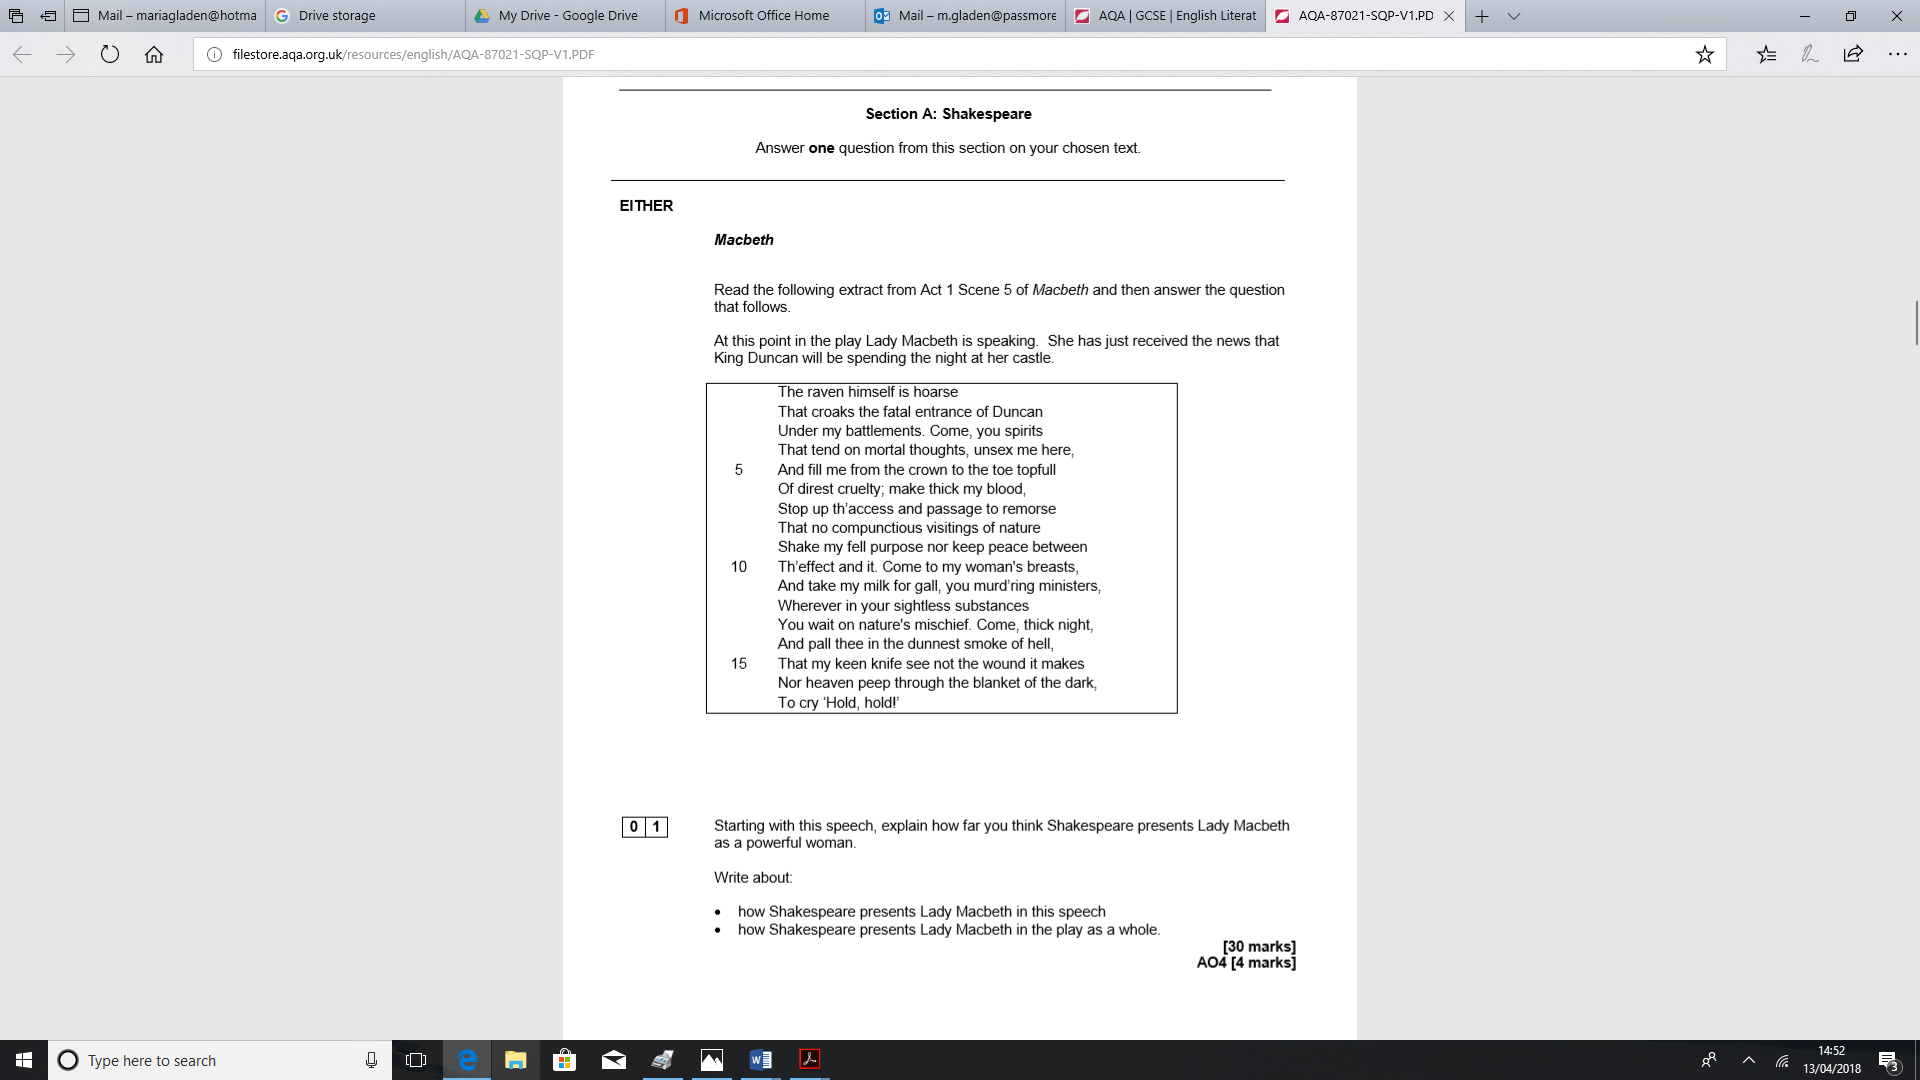 Mail – mariagladen@hotma
Drive storage
My Drive - Google Drive
Microsoft Office Home
Mail – m.gladen@passmore
AQA | GCSE | English Literat
AQA-87021-SQP-V1.PD
filestore.aqa.org.uk/resources/english/AQA-87021-SQP-V1.PDF
Section A: Shakespeare
Answer one question from this section on your chosen text.
EITHER
Macbeth
Read the following extract from Act 1 Scene 5 of Macbeth and then answer the question
that follows.
At this point in the play Lady Macbeth is speaking. She has just received the news that
King Duncan will be spending the night at her castle.
The raven himself is hoarse
That croaks the fatal entrance of Duncan
Under my battlements. Come, you spirits
That tend on mortal thoughts, unsex me here,
5 And fill me from the crown to the toe topfull
Of direst cruelty; make thick my blood,
Stop up th’access and passage to remorse
That no compunctious visitings of nature
Shake my fell purpose nor keep peace between
10 Th’effect and it. Come to my woman's breasts,
And take my milk for gall, you murd’ring ministers,
Wherever in your sightless substances
You wait on nature's mischief. Come, thick night,
And pall thee in the dunnest smoke of hell,
15 That my keen knife see not the wound it makes
Nor heaven peep through the blanket of the dark,
To cry ‘Hold, hold!’
0 1 Starting with this speech, explain how far you think Shakespeare presents Lady Macbeth
as a powerful woman.
Write about:
• how Shakespeare presents Lady Macbeth in this speech
• how Shakespeare presents Lady Macbeth in the play as a whole.
[30 marks]
AO4 [4 marks]
Type here to search
14:52
13/04/2018
3